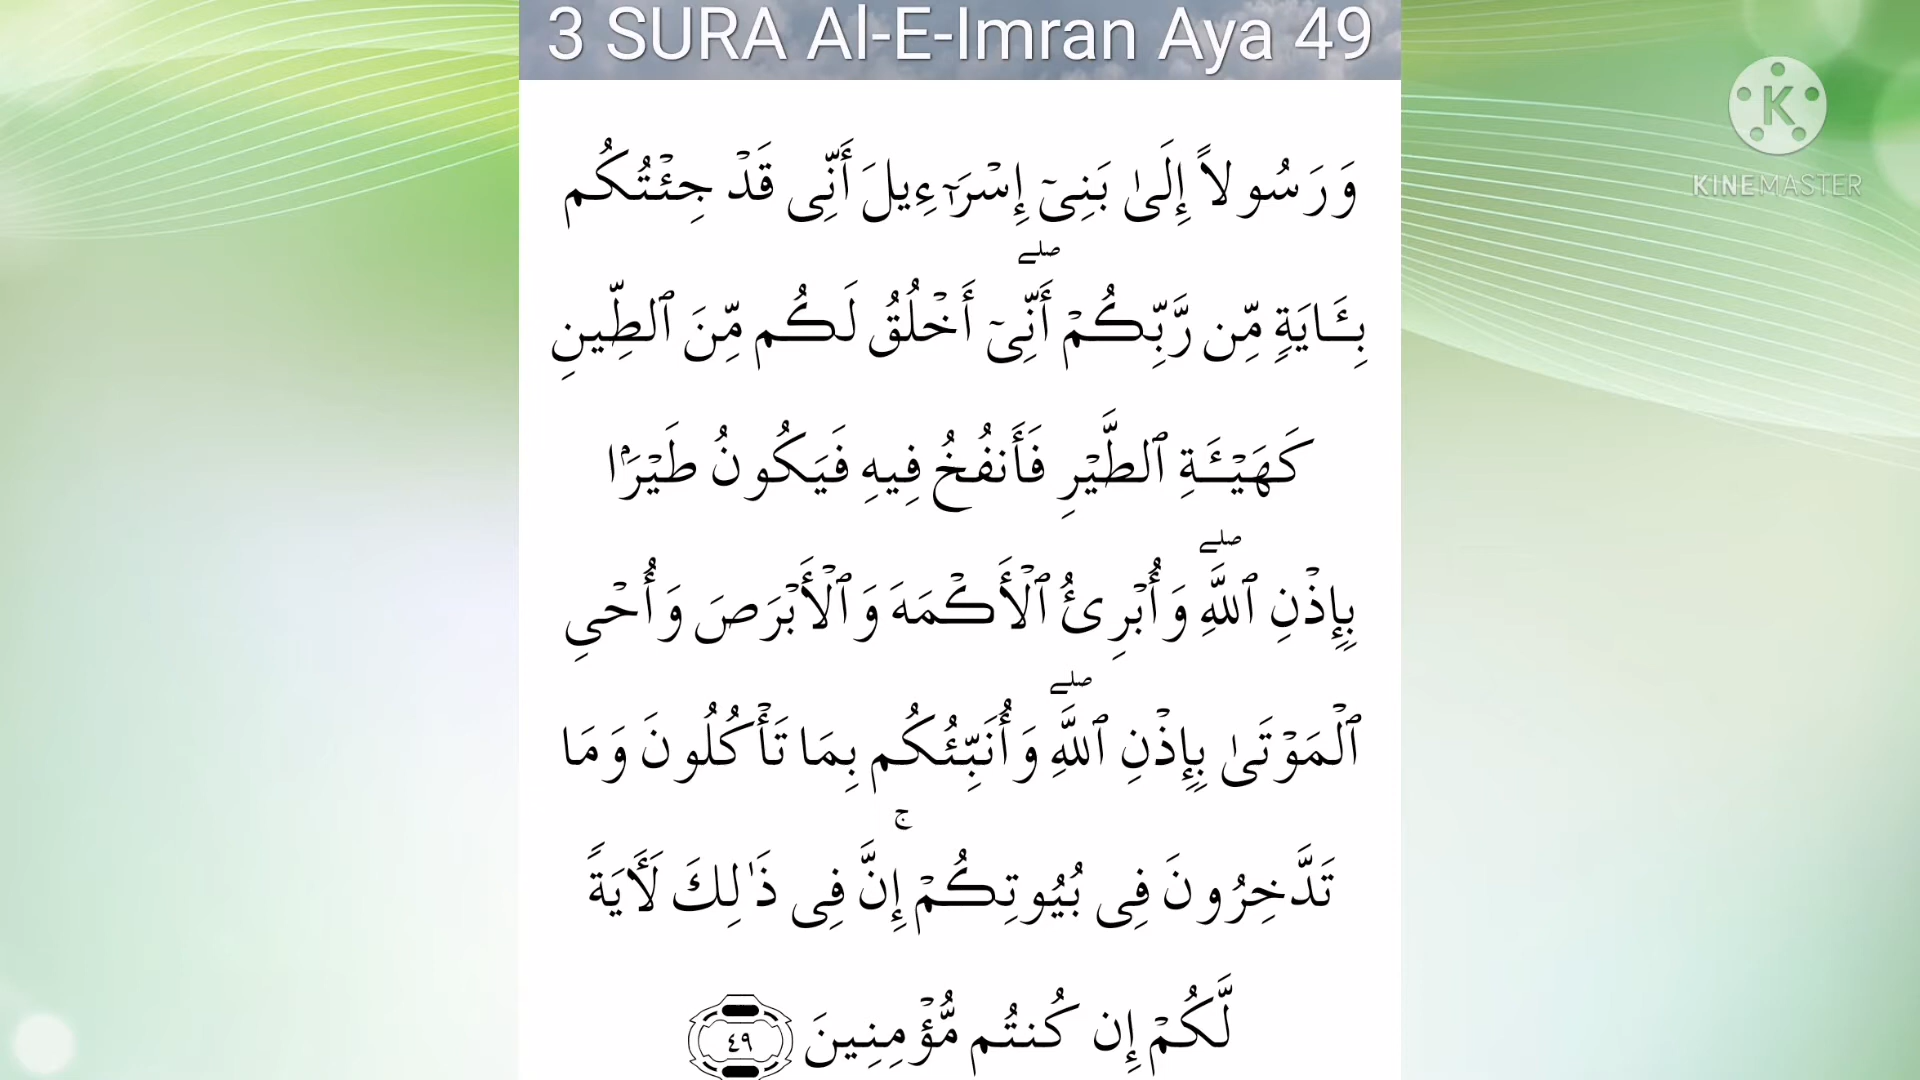 3 SURA Al-E-Imran Aya 49
KINEMASTER
وَرَسُولاً إِلَىٰ بَنِىٓ إِسْرَٰٓءِيلَ أَنِّى قَدْ جِئْتُكُم
بِـَٔايَةٍ مِّن رَّبِّكُمْ ۖ أَنِّىٓ أَخْلُقُ لَكُم مِّنَ ٱلطِّينِ
كَهَيْـَٔةِ ٱلطَّيْرِ فَأَنفُخُ فِيهِ فَيَكُونُ طَيْرًۢا
بِإِذْنِ ٱللَّهِ ۖ وَأُبْرِئُ ٱلْأَكْمَهَ وَٱلْأَبْرَصَ وَأُحْىِ
ٱلْمَوْتَىٰ بِإِذْنِ ٱللَّهِ ۖ وَأُنَبِّئُكُم بِمَا تَأْكُلُونَ وَمَا
تَدَّخِرُونَ فِى بُيُوتِكُمْ ۚ إِنَّ فِى ذَٰلِكَ لَأَيَةً
لَّكُمْ إِن كُنتُم مُّؤْمِنِينَ ٤٩